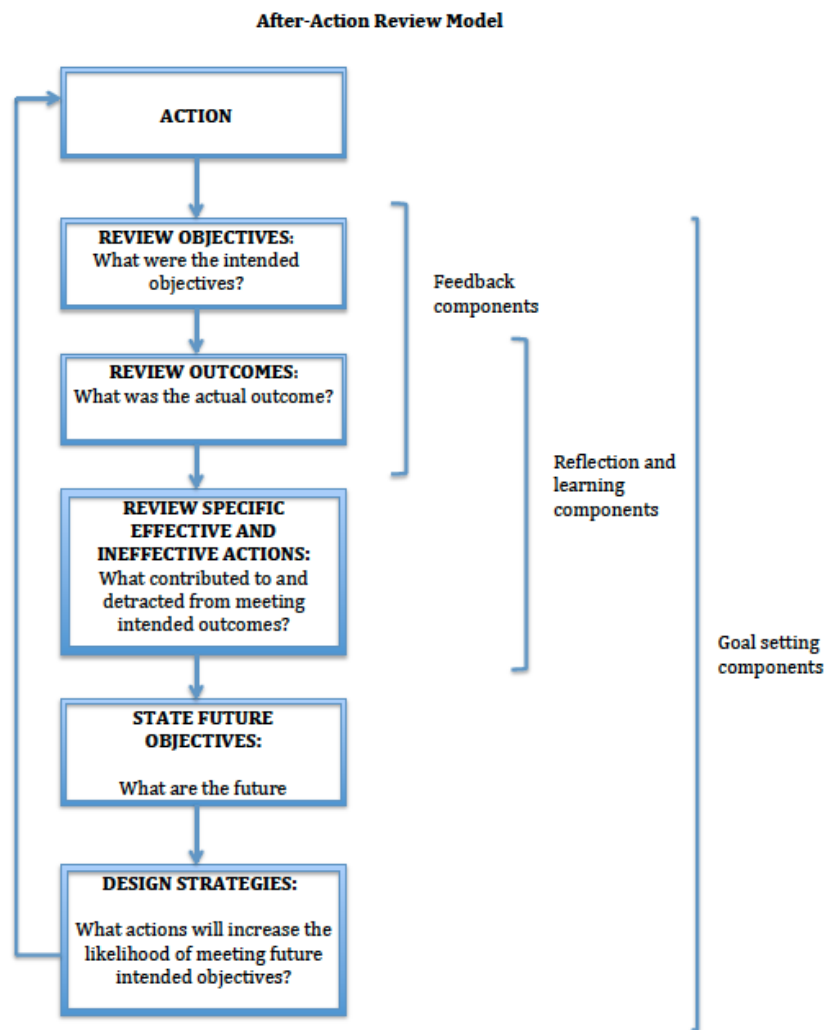 After-Action Review Model
ACTION
REVIEW OBJECTIVES:
What were the intended
objectives?
Feedback
components
REVIEW OUTCOMES:
What was the actual outcome?
Reflection and
learning
components
REVIEW SPECIFIC
EFFECTIVE AND
INEFFECTIVE ACTIONS:
What contributed to and
detracted from meeting
intended outcomes?
Goal setting
components
STATE FUTURE
OBJECTIVES:
What are the future
DESIGN STRATEGIES:
What actions will increase the
likelihood of meeting future
intended objectives?